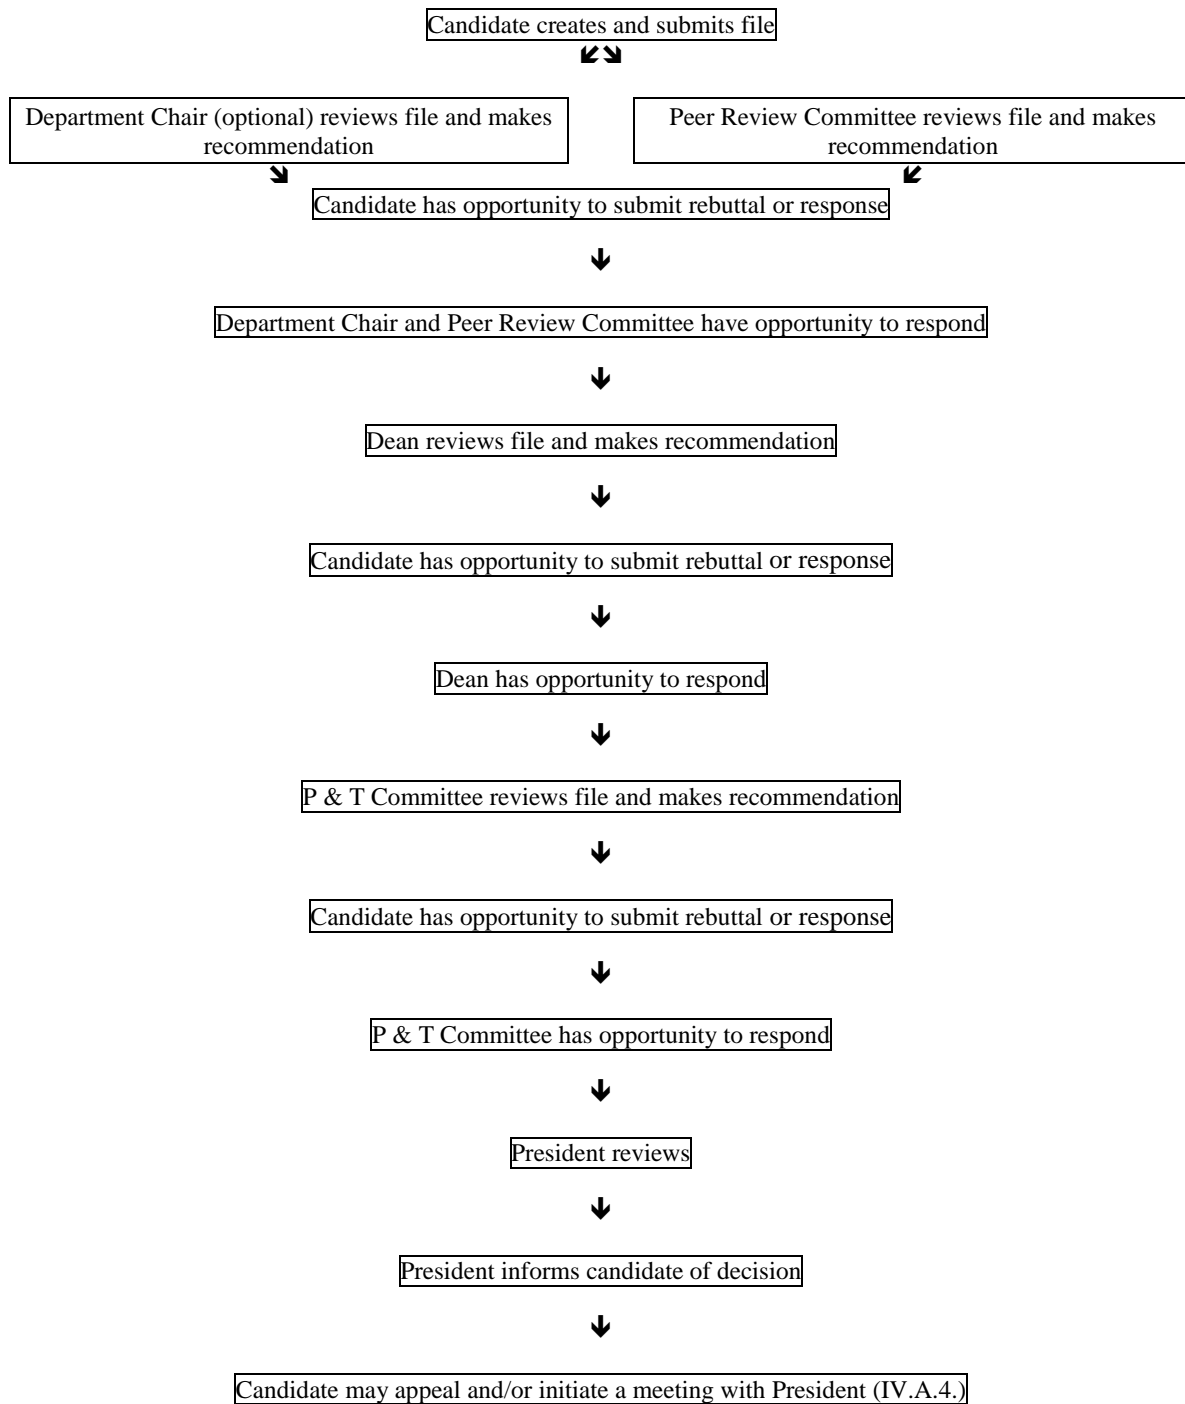 Candidate creates and submits file
Department Chair (optional) reviews file and makes
recommendation
Peer Review Committee reviews file and makes
recommendation
Candidate has opportunity to submit rebuttal or response
Department Chair and Peer Review Committee have opportunity to respond
Dean reviews file and makes recommendation
Candidate has opportunity to submit rebuttal or response
Dean has opportunity to respond
P & T Committee reviews file and makes recommendation
Candidate has opportunity to submit rebuttal or response
P & T Committee has opportunity to respond
President reviews
President informs candidate of decision
Candidate may appeal and/or initiate a meeting with President (IV.A.4.)